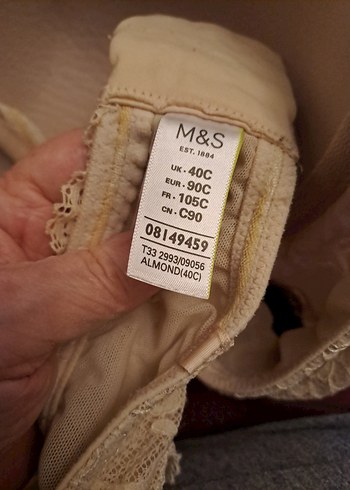 M&S
EST. 1884
UK - 40C
EUR - 90C
FR - 105C
CN - C90
08149459
T33 2993/09056
ALMOND(40C)